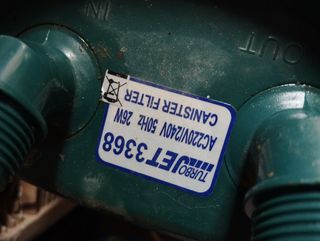 TURBO
JET 3368
AC220V/240V 50Hz 26W
CANISTER FILTER
OUT
IN